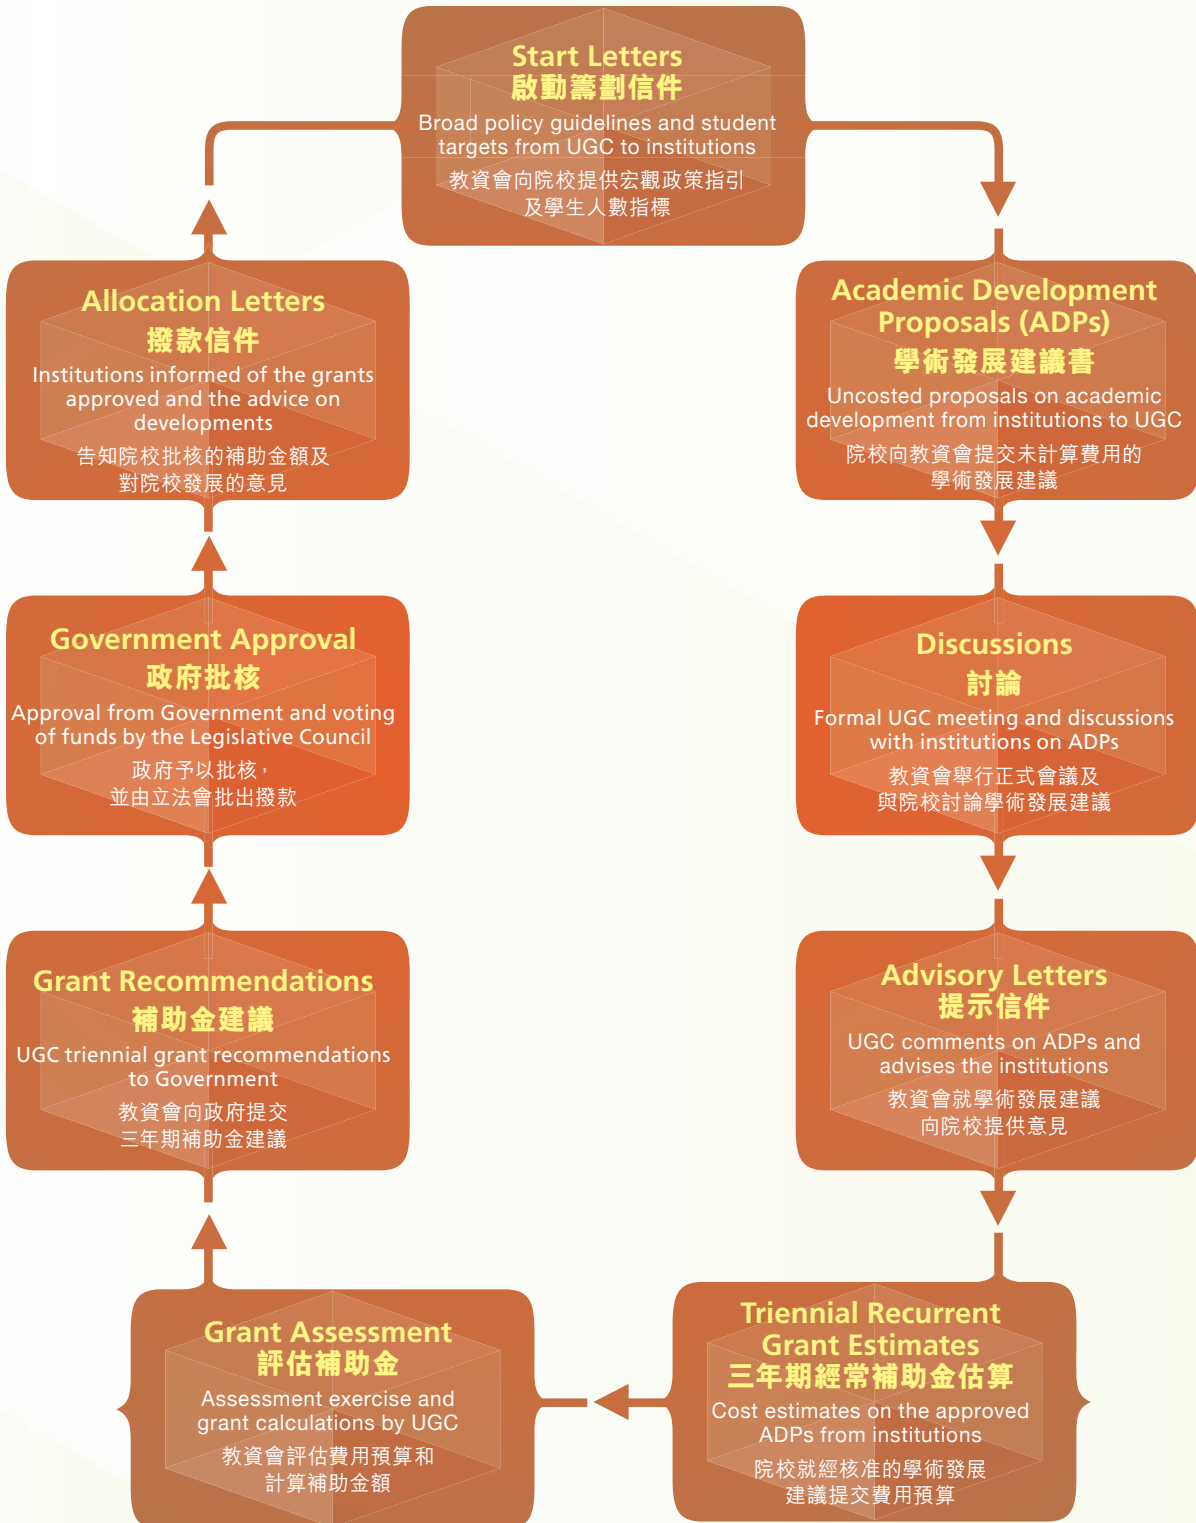 Start Letters
啟動籌劃信件
Broad policy guidelines and student
targets from UGC to institutions
教資會向院校提供宏觀政策指引
及學生人數指標
Academic Development
Proposals (ADPs)
學術發展建議書
Uncosted proposals on academic
development from institutions to UGC
院校向教資會提交未計算費用的
學術發展建議
Discussions
討論
Formal UGC meeting and discussions
with institutions on ADPs
教資會舉行正式會議及
與院校討論學術發展建議
Advisory Letters
提示信件
UGC comments on ADPs and
advises the institutions
教資會就學術發展建議
向院校提供意見
Triennial Recurrent
Grant Estimates
三年期經常補助金估算
Cost estimates on the approved
ADPs from institutions
院校就經核准的學術發展
建議提交費用預算
Grant Assessment
評估補助金
Assessment exercise and
grant calculations by UGC
教資會評估費用預算和
計算補助金額
Grant Recommendations
補助金建議
UGC triennial grant recommendations
to Government
教資會向政府提交
三年期補助金建議
Government Approval
政府批核
Approval from Government and voting
of funds by the Legislative Council
政府予以批核，
並由立法會批出撥款
Allocation Letters
撥款信件
Institutions informed of the grants
approved and the advice on
developments
告知院校批核的補助金額及
對院校發展的意見